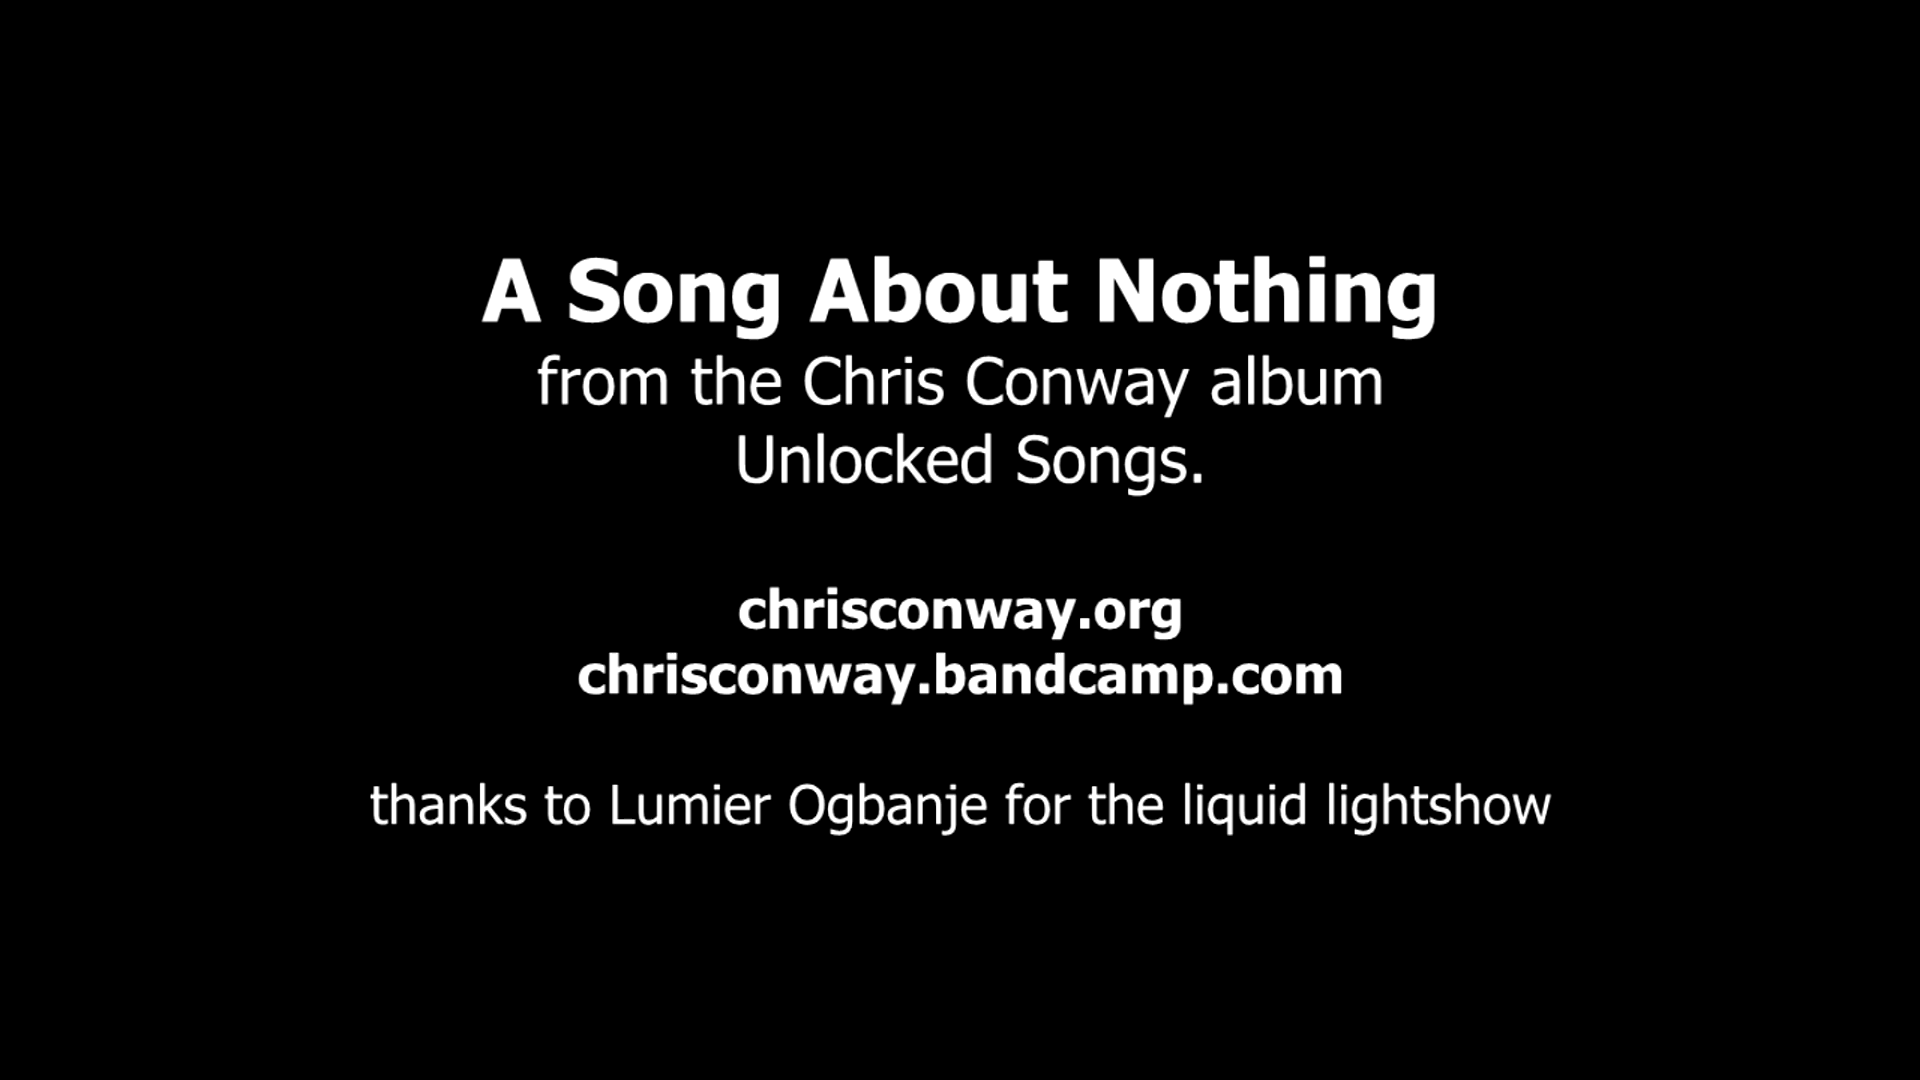 A Song About Nothing
from the Chris Conway album
Unlocked Songs.
chrisconway.org
chrisconway.bandcamp.com
thanks to Lumier Ogbanje for the liquid lightshow